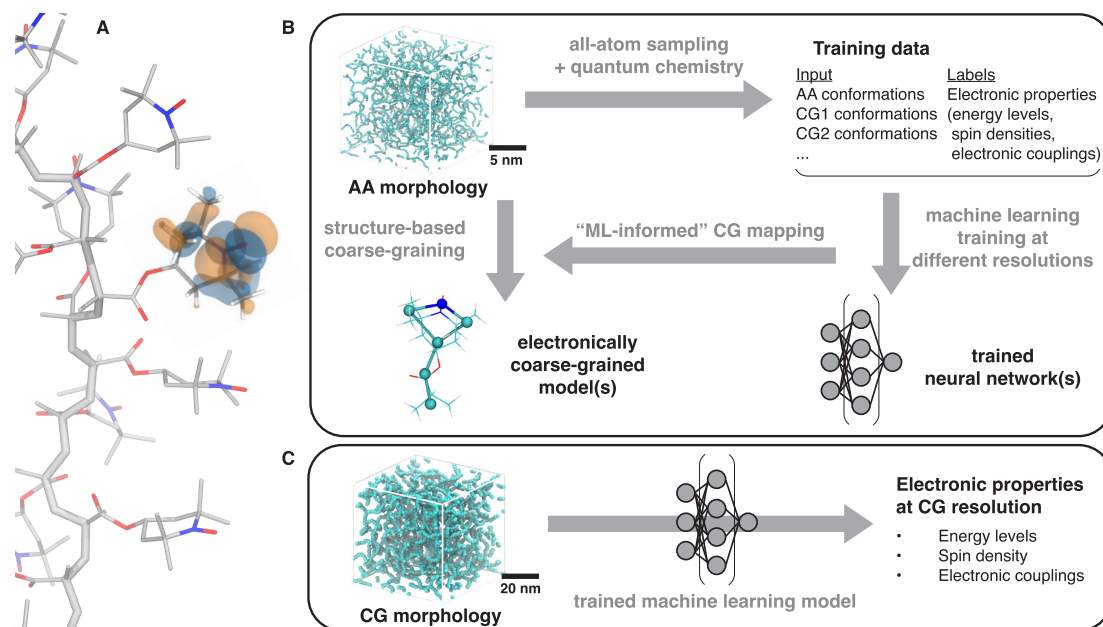 A
B
all-atom sampling
+ quantum chemistry
5 nm
AA morphology
Training data
Input
Labels
AA conformations
Electronic properties
CG1 conformations
(energy levels,
CG2 conformations
spin densities,
...
electronic couplings)
structure-based
coarse-graining
“ML-informed” CG mapping
machine learning
training at
different resolutions
electronically
coarse-grained
model(s)
trained
neural network(s)
C
20 nm
CG morphology
trained machine learning model
Electronic properties
at CG resolution
• Energy levels
• Spin density
• Electronic couplings